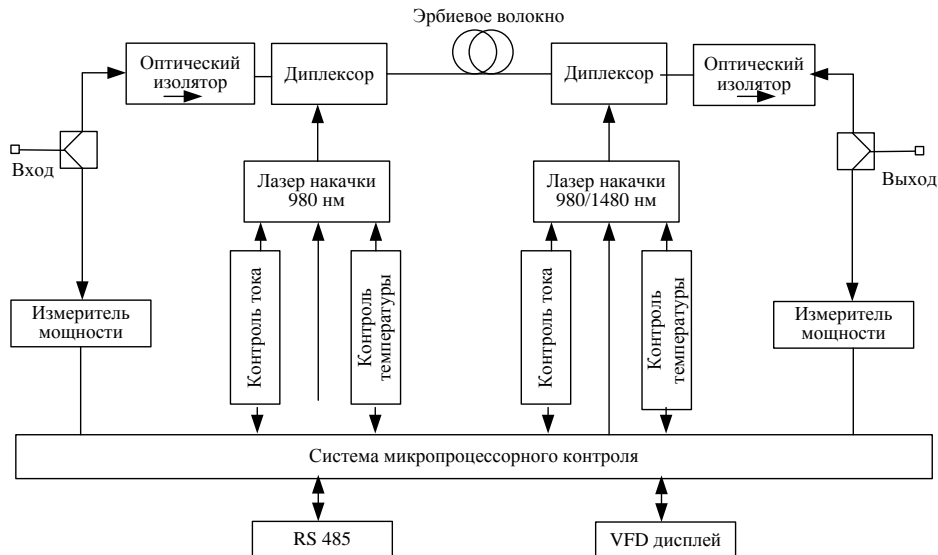 Эрбиевое волокно
Оптический
изолятор
Диплексор
Диплексор
Оптический
изолятор
Вход
Выход
Лазер накачки
980 нм
Лазер накачки
980/1480 нм
Измеритель
мощности
Контроль тока
Контроль
температуры
Контроль тока
Контроль
температуры
Измеритель
мощности
Система микропроцессорного контроля
RS 485
VFD дисплей